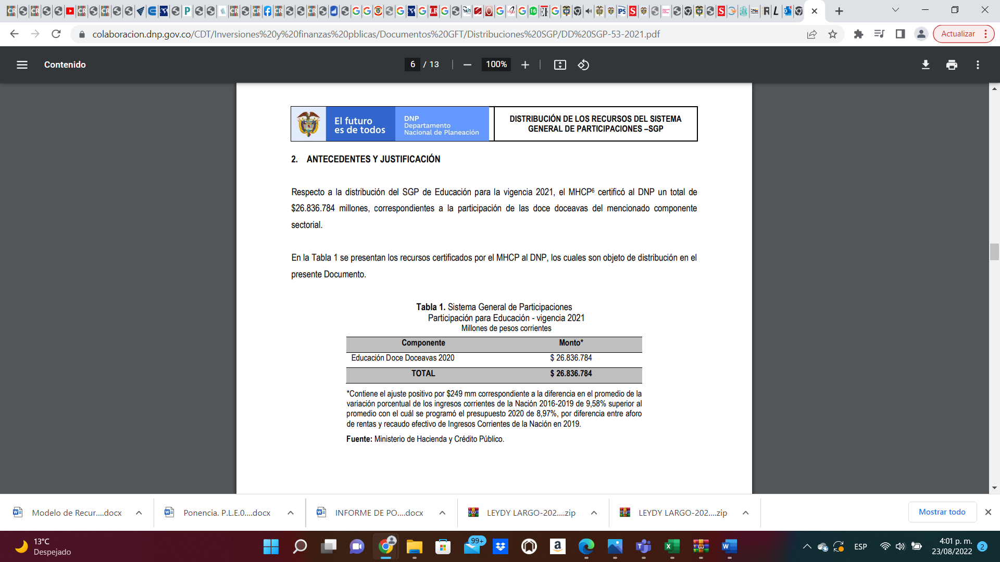 colaboracion.dnp.gov.co/CDT/Inversiones%20y%20finanzas%20pblicas/Documentos%20GFT/Distribuciones%20SGP/DD%20SGP-53-2021.pdf
Actualizar
Contenido
6 / 13
100%
El futuro
es de todos
DNP
Departamento
Nacional de Planeación
DISTRIBUCIÓN DE LOS RECURSOS DEL SISTEMA
GENERAL DE PARTICIPACIONES –SGP
2. ANTECEDENTES Y JUSTIFICACIÓN
Respecto a la distribución del SGP de Educación para la vigencia 2021, el MHCP⁶ certificó al DNP un total de
$26.836.784 millones, correspondientes a la participación de las doce doceavas del mencionado componente
sectorial.
En la Tabla 1 se presentan los recursos certificados por el MHCP al DNP, los cuales son objeto de distribución en el
presente Documento.
Tabla 1. Sistema General de Participaciones
Participación para Educación - vigencia 2021
Millones de pesos corrientes
Componente Monto*
Educación Doce Doceavas 2020 $ 26.836.784
TOTAL $ 26.836.784
*Contiene el ajuste positivo por $249 mm correspondiente a la diferencia en el promedio de la
variación porcentual de los ingresos corrientes de la Nación 2016-2019 de 9,58% superior al
promedio con el cuál se programó el presupuesto 2020 de 8,97%, por diferencia entre aforo
de rentas y recaudo efectivo de Ingresos Corrientes de la Nación en 2019.
Fuente: Ministerio de Hacienda y Crédito Público.
Modelo de Recur....docx
Ponencia. P.L.E.0....docx
INFORME DE PO....docx
LEYDY LARGO-202....zip
LEYDY LARGO-202....zip
Mostrar todo
13°C
Despejado
99+
ESP
4:01 p. m.
23/08/2022
2